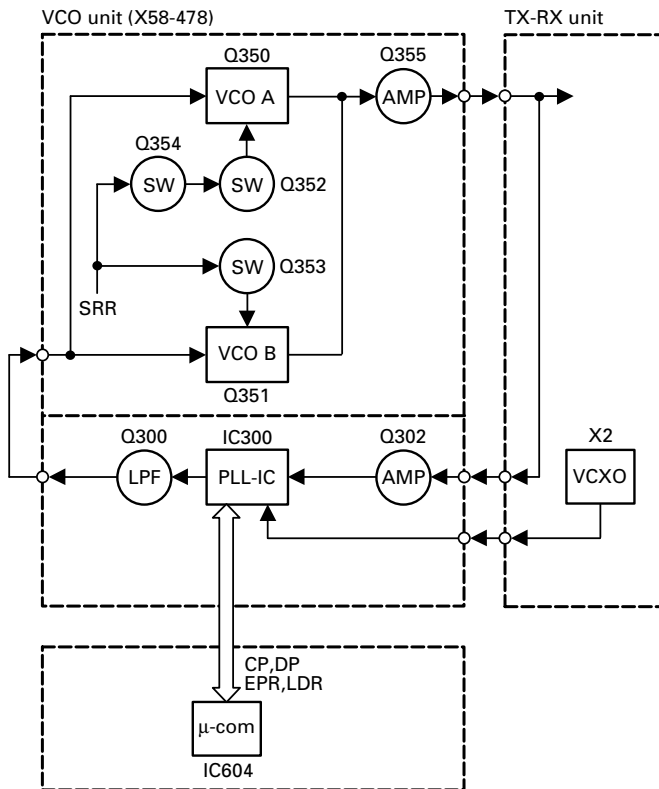 VCO unit (X58-478)
TX-RX unit
Q350
Q355
VCO A
AMP
Q354
SW
SW
Q352
SW
Q353
SRR
VCO B
Q351
Q300
IC300
Q302
X2
LPF
PLL-IC
AMP
VCXO
CP,DP
EPR,LDR
μ-com
IC604